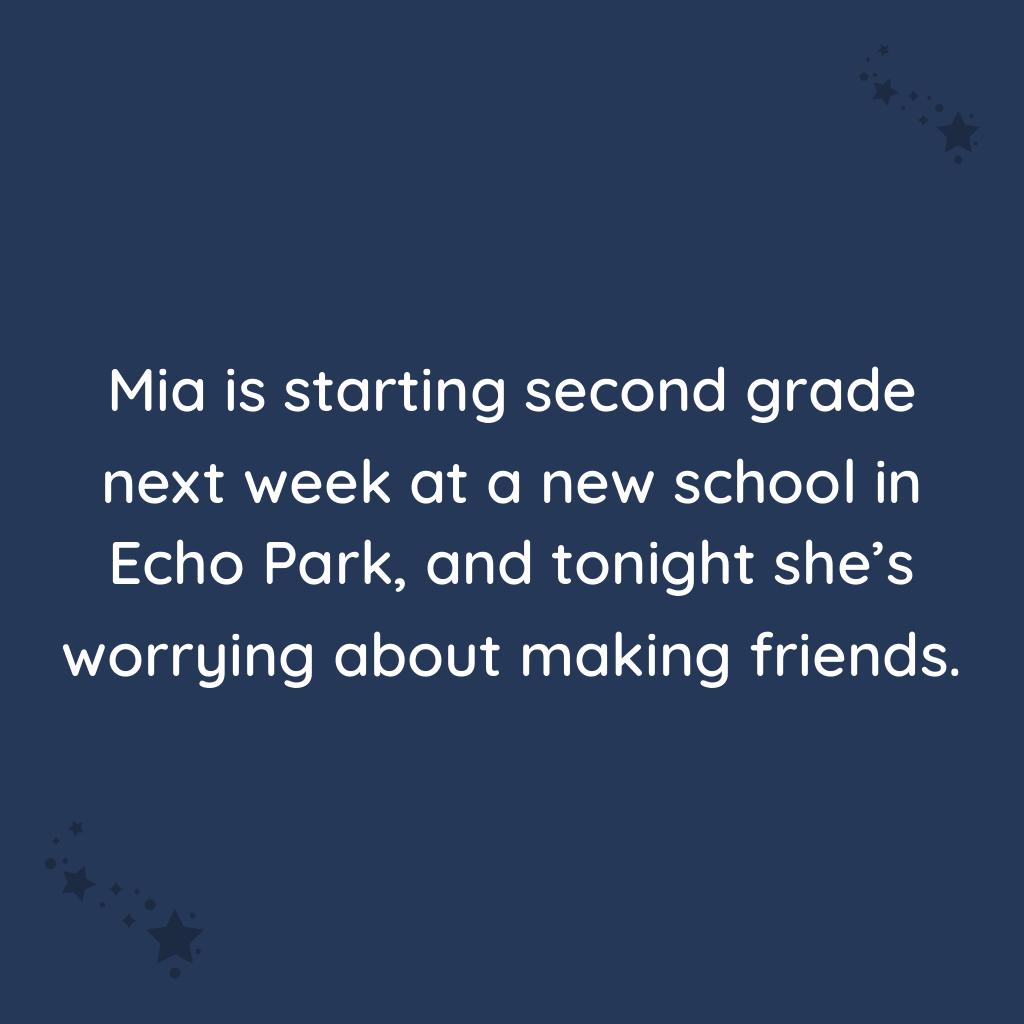 Mia is starting second grade
next week at a new school in
Echo Park, and tonight she’s
worrying about making friends.